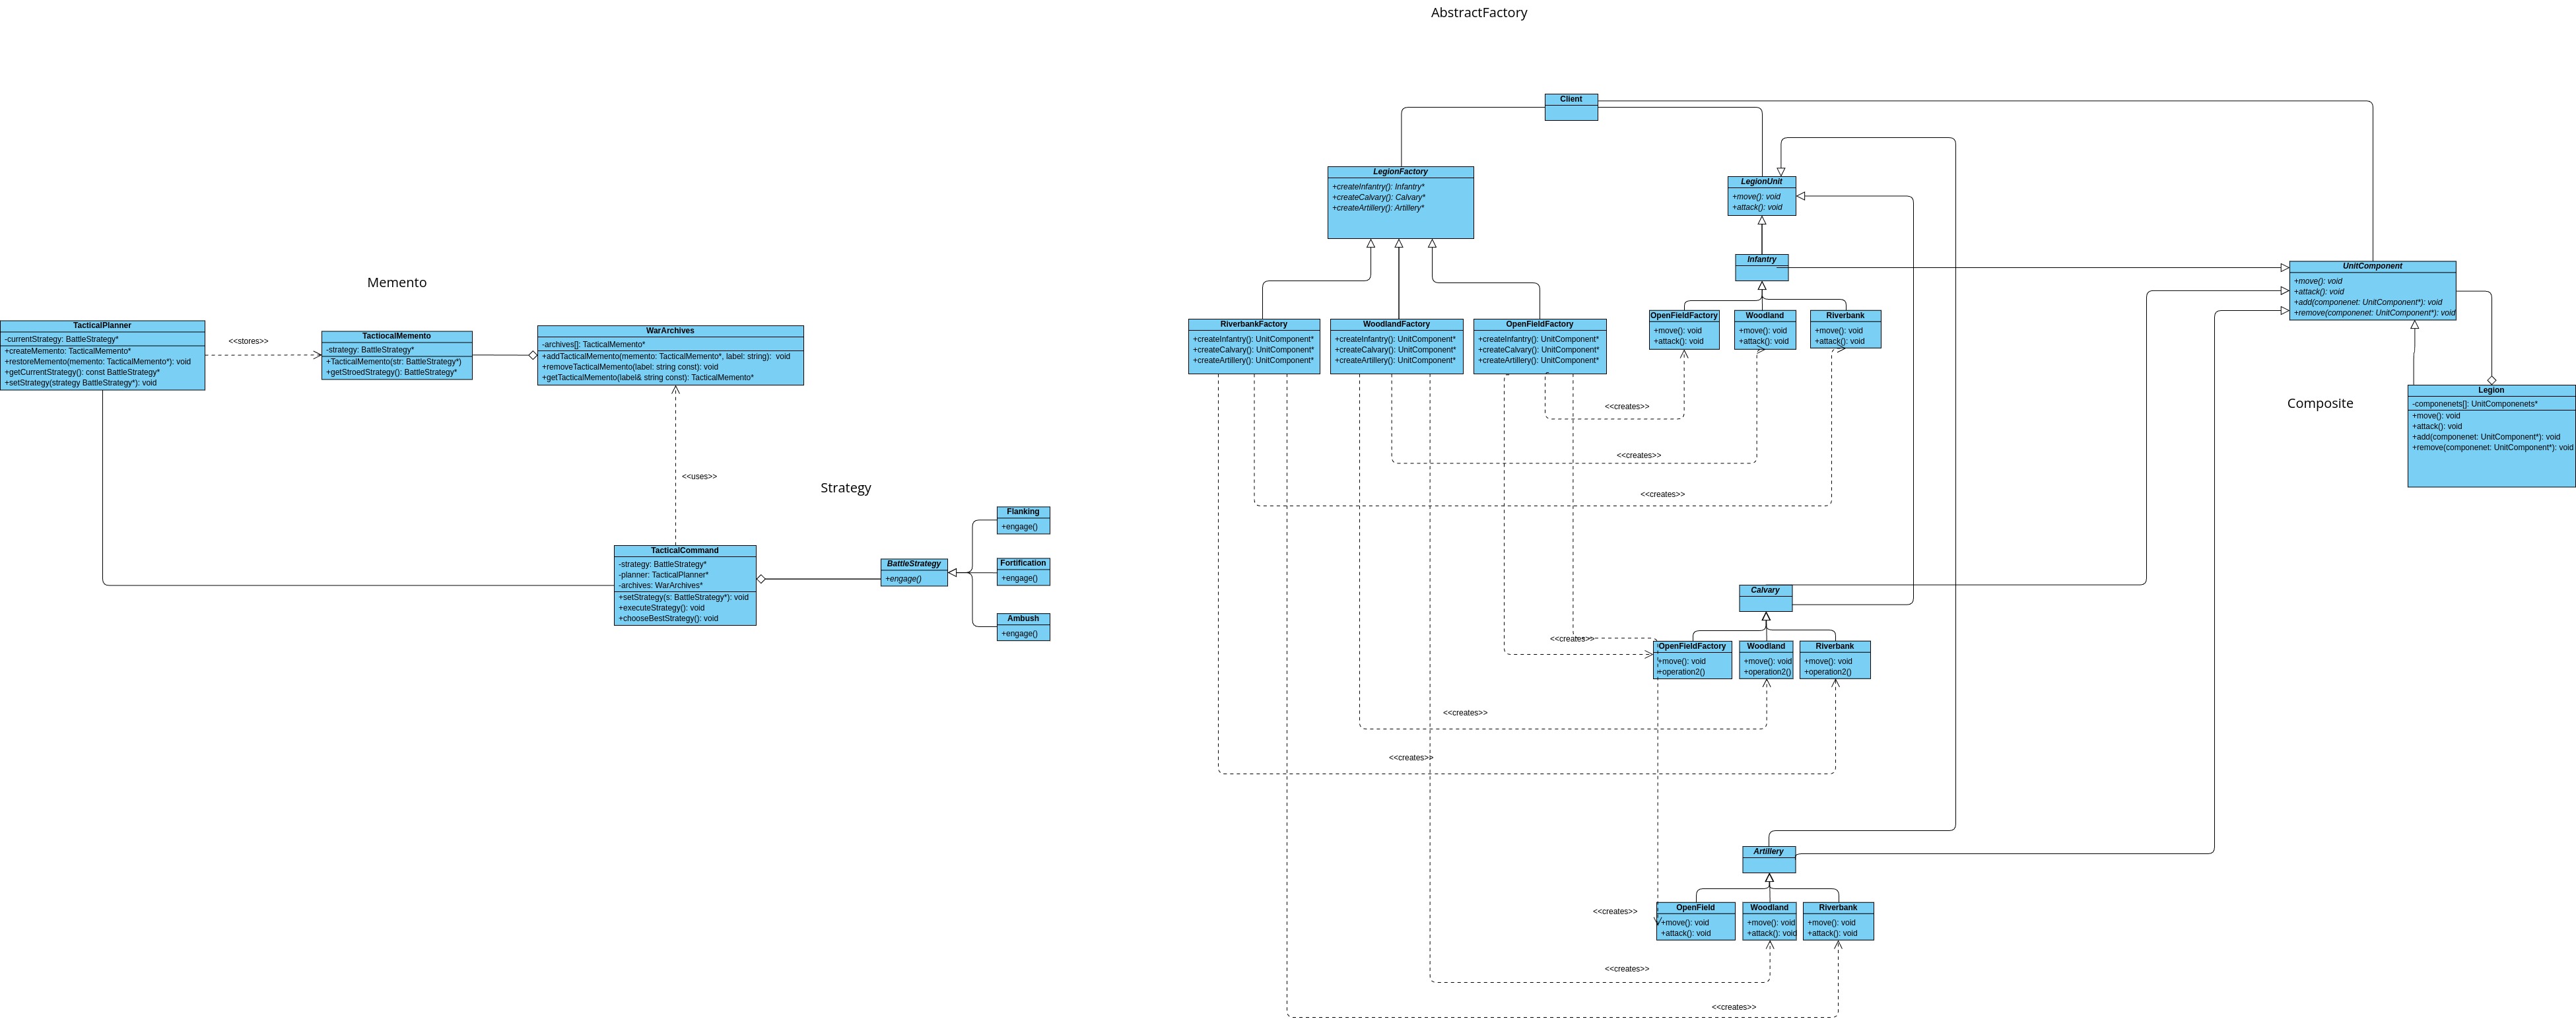 AbstractFactory
Client
LegionFactory
+createInfantry(): Infantry*
+createCalvary(): Calvary*
+createArtillery(): Artillery*
LegionUnit
+move(): void
+attack(): void
Infantry
UnitComponent
+move(): void
+attack(): void
+add(componenet: UnitComponent*): void
+remove(componenet: UnitComponent*): void
Memento
TacticalPlanner
-currentStrategy: BattleStrategy*
+createMemento: TacticalMemento*
+restoreMemento(memento: TacticalMemento*): void
+getCurrentStrategy(): const BattleStrategy*
+setStrategy(strategy BattleStrategy*): void
<<stores>>
TactiocalMemento
-strategy: BattleStrategy*
+TacticalMemento(str: BattleStrategy*)
+getStroedStrategy(): BattleStrategy*
WarArchives
-archives[]: TacticalMemento*
+addTacticalMemento(memento: TacticalMemento*, label: string):  void
+removeTacticalMemento(label: string const): void
+getTacticalMemento(label& string const): TacticalMemento*
RiverbankFactory
+createInfantry(): UnitComponent*
+createCalvary(): UnitComponent*
+createArtillery(): UnitComponent*
WoodlandFactory
+createInfantry(): UnitComponent*
+createCalvary(): UnitComponent*
+createArtillery(): UnitComponent*
OpenFieldFactory
+createInfantry(): UnitComponent*
+createCalvary(): UnitComponent*
+createArtillery(): UnitComponent*
OpenFieldFactory
+move(): void
+attack(): void
Woodland
+move(): void
+attack(): void
Riverbank
+move(): void
+attack(): void
Composite
Legion
-componenets[]: UnitComponenets*
+move(): void
+attack(): void
+add(componenet: UnitComponent*): void
+remove(componenet: UnitComponent*): void
<<creates>>
<<creates>>
<<creates>>
<<uses>>
Strategy
TacticalCommand
-strategy: BattleStrategy*
-planner: TacticalPlanner*
-archives: WarArchives*
+setStrategy(s: BattleStrategy*): void
+executeStrategy(): void
+chooseBestStrategy(): void
BattleStrategy
+engage()
Flanking
+engage()
Fortification
+engage()
Ambush
+engage()
Calvary
<<creates>>
OpenFieldFactory
+move(): void
+operation2()
Woodland
+move(): void
+operation2()
Riverbank
+move(): void
+operation2()
<<creates>>
<<creates>>
Artillery
<<creates>>
OpenField
+move(): void
+attack(): void
Woodland
+move(): void
+attack(): void
Riverbank
+move(): void
+attack(): void
<<creates>>
<<creates>>